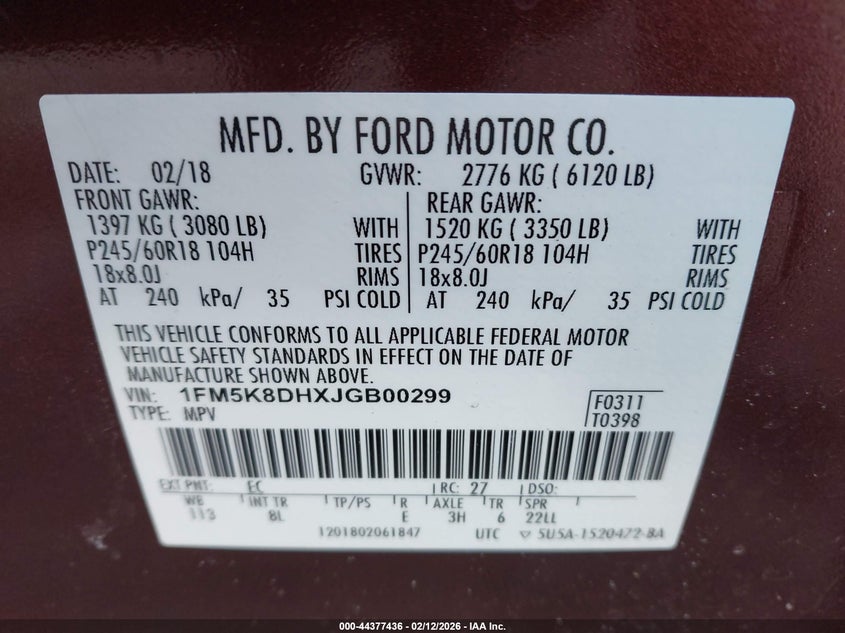 MFD. BY FORD MOTOR CO.
DATE: 02/18 GVWR: 2776 KG ( 6120 LB)
FRONT GAWR: REAR GAWR:
1397 KG ( 3080 LB) WITH 1520 KG ( 3350 LB) WITH
P245/60R18 104H TIRES P245/60R18 104H TIRES
18x8.0J RIMS 18x8.0J RIMS
AT 240 kPa/ 35 PSI COLD AT 240 kPa/ 35 PSI COLD
THIS VEHICLE CONFORMS TO ALL APPLICABLE FEDERAL MOTOR
VEHICLE SAFETY STANDARDS IN EFFECT ON THE DATE OF
MANUFACTURE SHOWN ABOVE.
VIN: 1FM5K8DHXJGB00299 F0311
TYPE: MPV T0398
EXT PNT: EC RC: 27 DSO:
WB INT TR TP/PS R AXLE TR SPR
113 8L E 3H 6 22LL
1201802061847 UTC ▽ 5U5A-1520472-BA
000-44377436 - 02/12/2026 - IAA Inc.